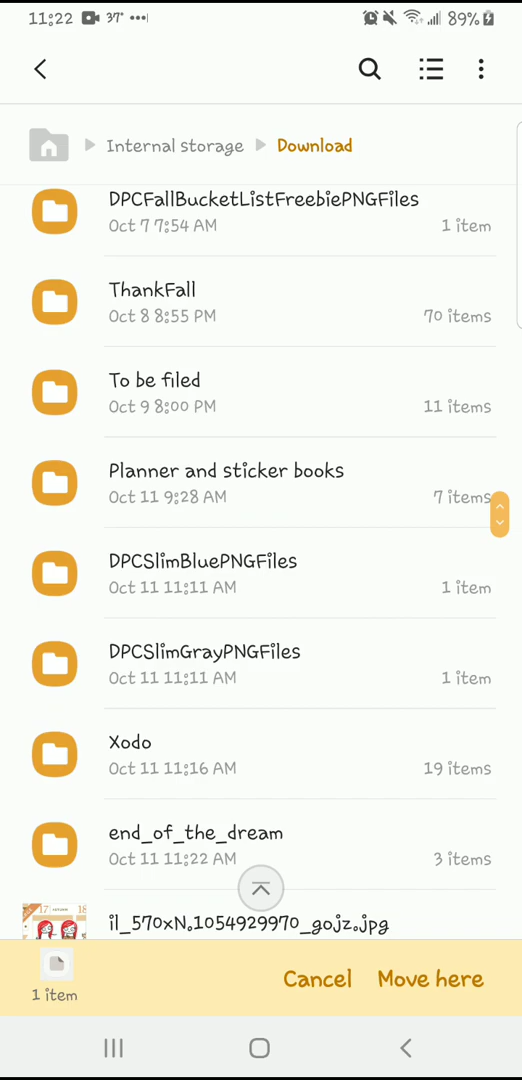 11:22 37° 89%
Internal storage Download
DPCFallBucketListFreebiePNGFiles
Oct 7 7:54 AM 1 item
ThankFall
Oct 8 8:55 PM 70 items
To be filed
Oct 9 8:00 PM 11 items
Planner and sticker books
Oct 11 9:28 AM 7 items
DPCSlimBluePNGFiles
Oct 11 11:11 AM 1 item
DPCSlimGrayPNGFiles
Oct 11 11:11 AM 1 item
Xodo
Oct 11 11:16 AM 19 items
end_of_the_dream
Oct 11 11:22 AM 3 items
17 18
il_570xN.1054929970_gojz.jpg
1 item Cancel Move here